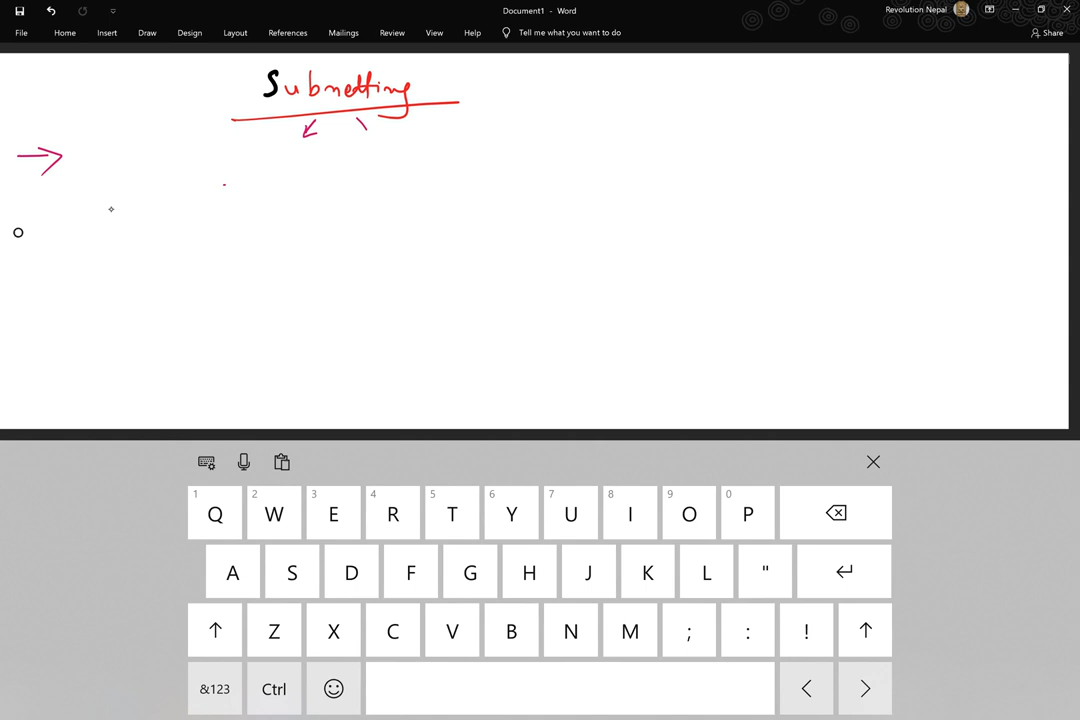 Document1 - Word
Revolution Nepal
File Home Insert Draw Design Layout References Mailings Review View Help Tell me what you want to do Share
Subnetting
1 Q 2 W 3 E 4 R 5 T 6 Y 7 U 8 I 9 O 0 P
A S D F G H J K L "
Z X C V B N M ; : !
&123 Ctrl